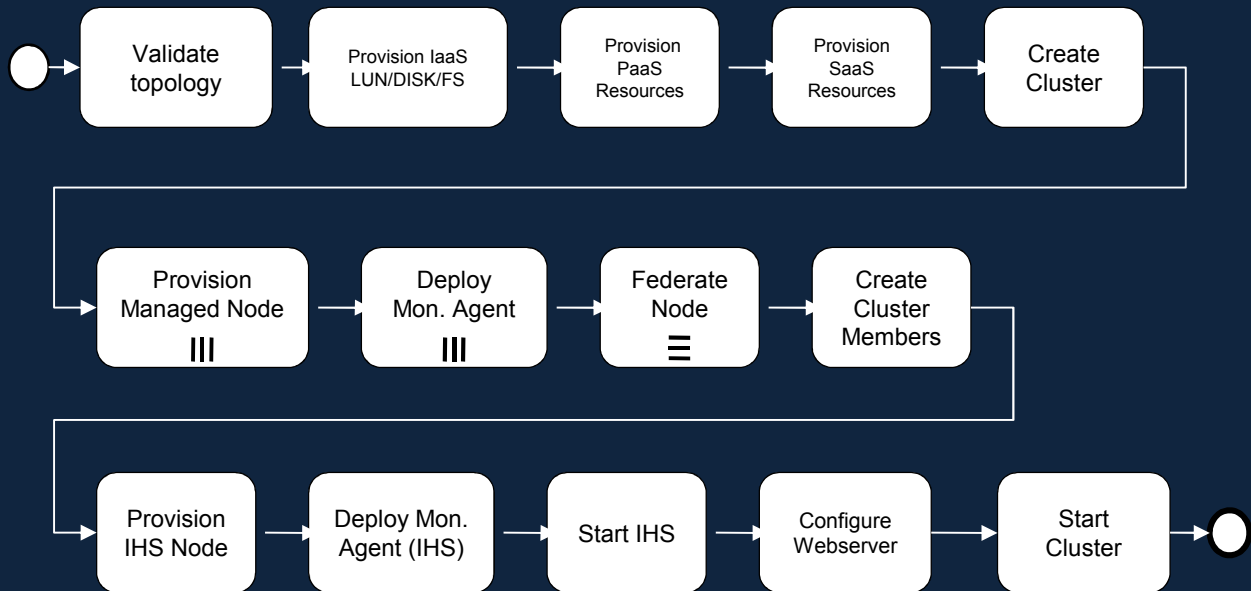 Validate
topology
Provision IaaS
LUN/DISK/FS
Provision
PaaS
Resources
Provision
SaaS
Resources
Create
Cluster
Provision
Managed Node
Deploy
Mon. Agent
Federate
Node
Create
Cluster
Members
Provision
IHS Node
Deploy Mon.
Agent (IHS)
Start IHS
Configure
Webserver
Start
Cluster